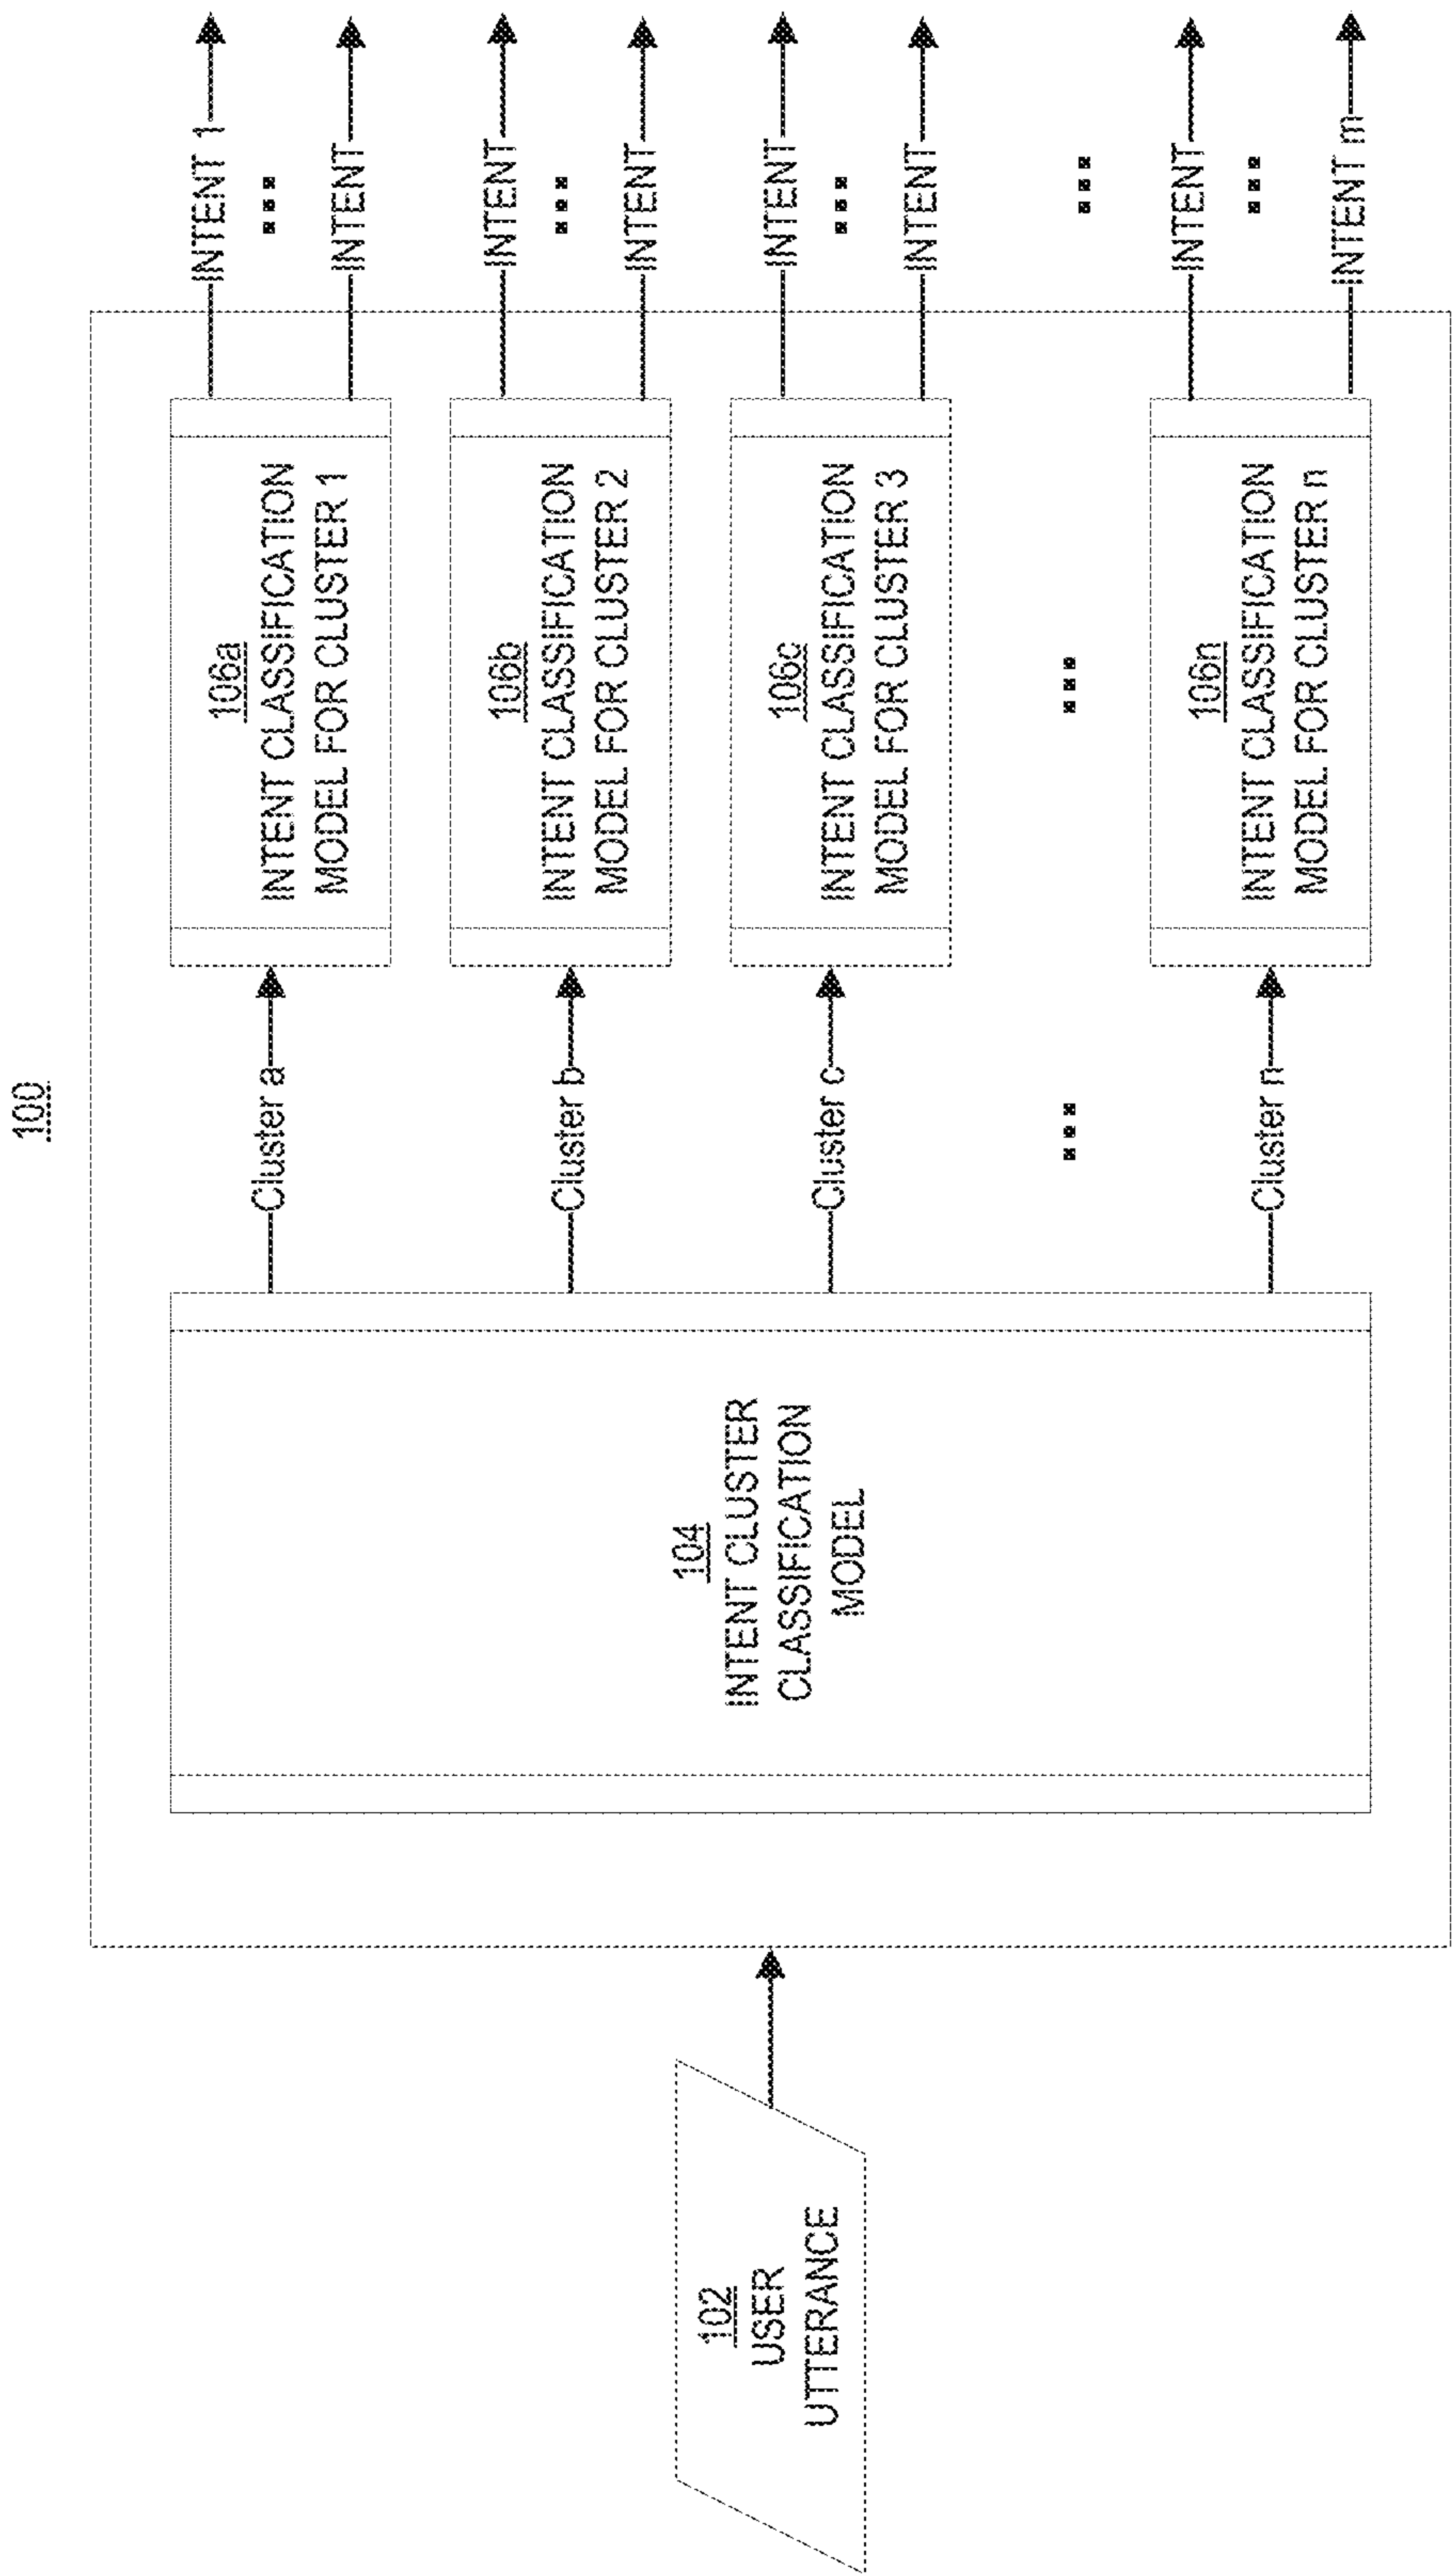 100
102
USER
UTTERANCE
104
INTENT CLUSTER
CLASSIFICATION
MODEL
Cluster a
Cluster b
Cluster c
Cluster n
106a
INTENT CLASSIFICATION
MODEL FOR CLUSTER 1
106b
INTENT CLASSIFICATION
MODEL FOR CLUSTER 2
106c
INTENT CLASSIFICATION
MODEL FOR CLUSTER 3
106n
INTENT CLASSIFICATION
MODEL FOR CLUSTER n
INTENT 1
INTENT
INTENT
INTENT
INTENT
INTENT
INTENT
INTENT m